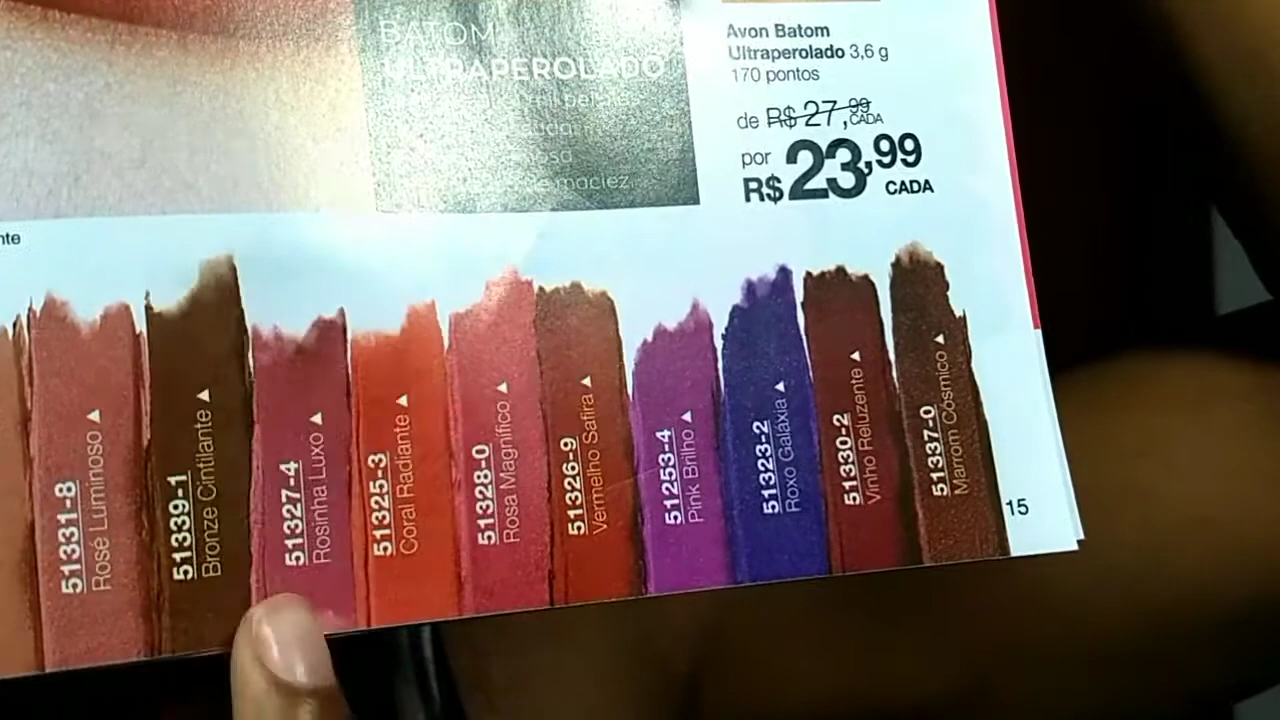 BATOM
ULTRAPEROLADO
de maciez,
Avon Batom
Ultraperolado 3,6 g
170 pontos
de R$ 27,99
CADA
por
R$ 23,99
CADA
nte
51331-8
Rosé Luminoso ▲
51339-1
Bronze Cintilante ▲
51327-4
Rosinha Luxo ▲
51325-3
Coral Radiante ▲
51328-0
Rosa Magnífico ▲
51326-9
Vermelho Safira ▲
51253-4
Pink Brilho ▲
51323-2
Roxo Galáxia ▲
51330-2
Vinho Reluzente ▲
51337-0
Marrom Cósmico ▲
15